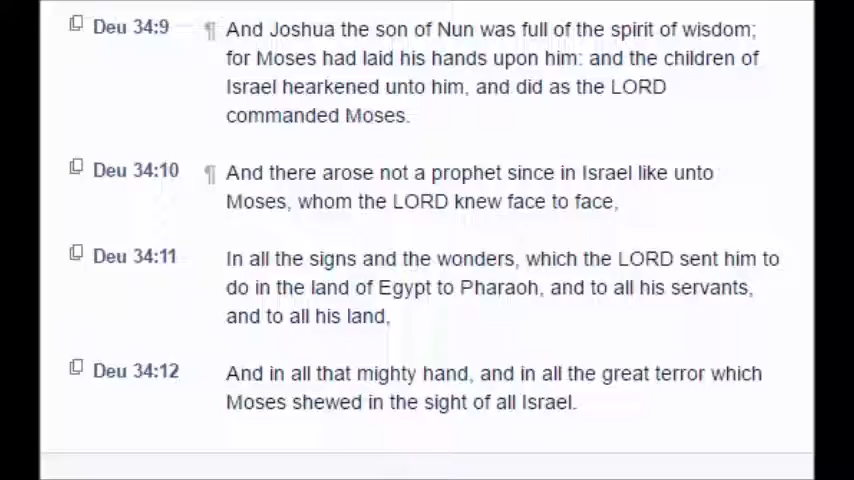 Deu 34:9 ¶ And Joshua the son of Nun was full of the spirit of wisdom;
for Moses had laid his hands upon him: and the children of
Israel hearkened unto him, and did as the LORD
commanded Moses.
Deu 34:10 ¶ And there arose not a prophet since in Israel like unto
Moses, whom the LORD knew face to face,
Deu 34:11 In all the signs and the wonders, which the LORD sent him to
do in the land of Egypt to Pharaoh, and to all his servants,
and to all his land,
Deu 34:12 And in all that mighty hand, and in all the great terror which
Moses shewed in the sight of all Israel.